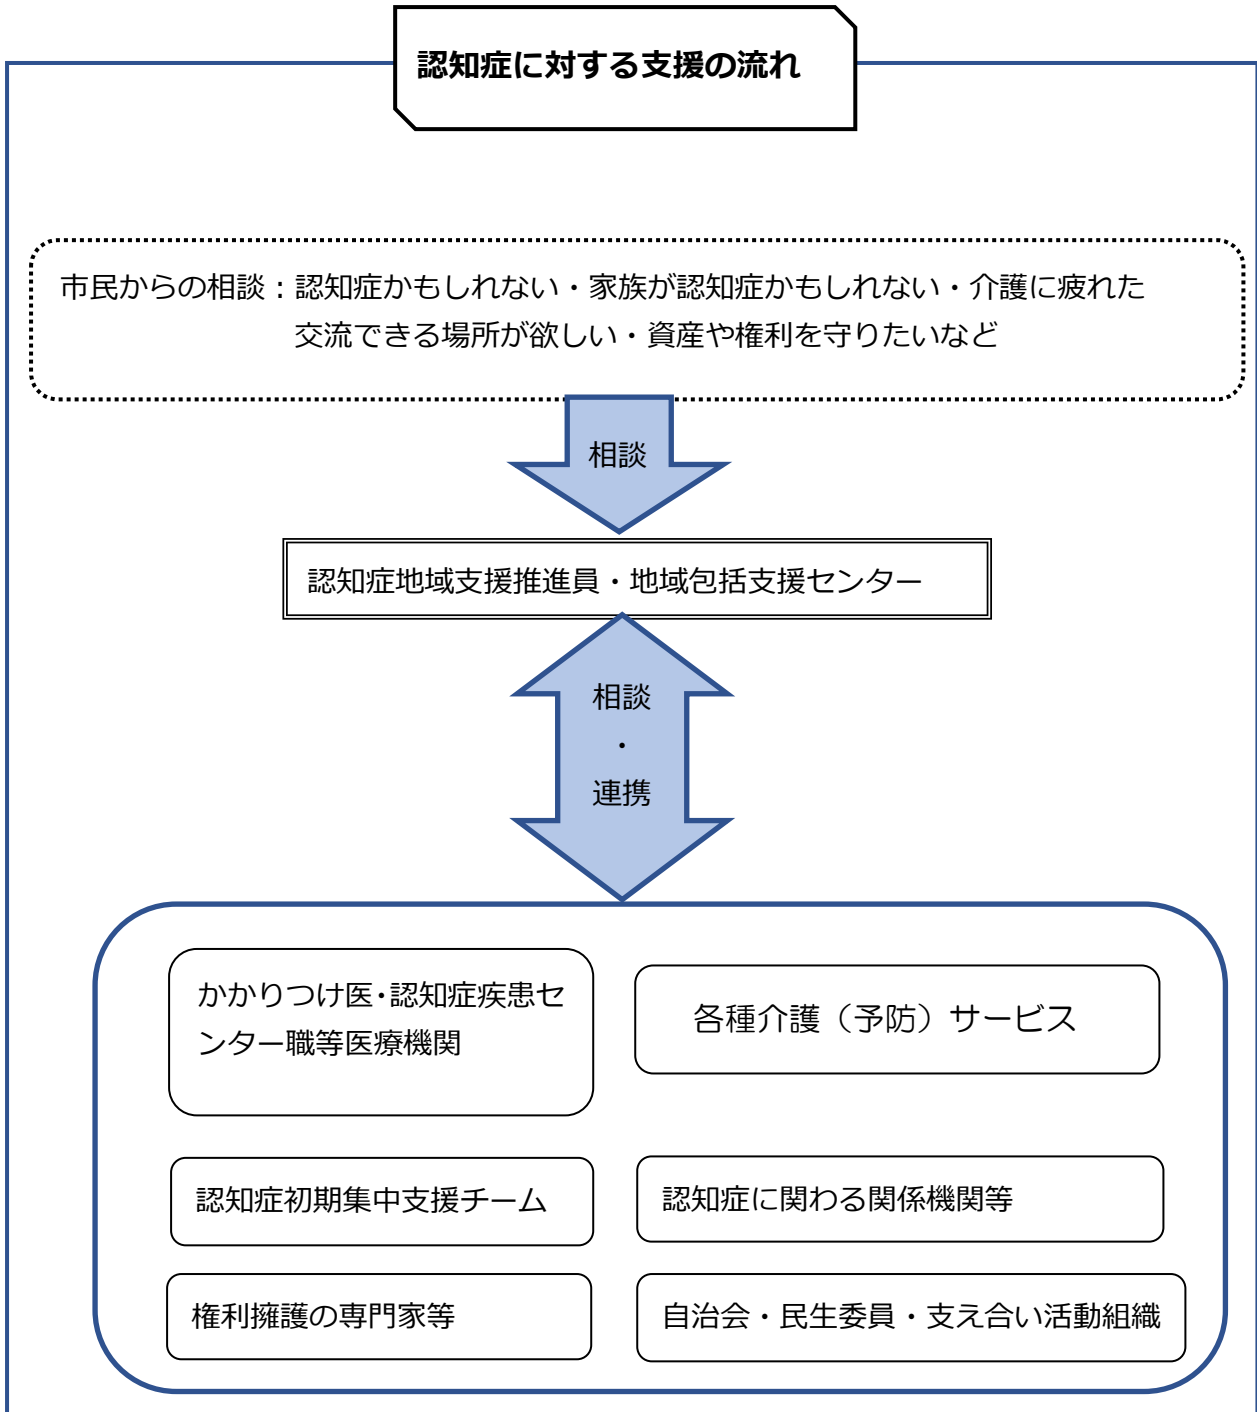 認知症に対する支援の流れ
市民からの相談：認知症かもしれない・家族が認知症かもしれない・介護に疲れた
交流できる場所が欲しい・資産や権利を守りたいなど
相談
認知症地域支援推進員・地域包括支援センター
相談
・
連携
かかりつけ医・認知症疾患セ
ンター職等医療機関
各種介護（予防）サービス
認知症初期集中支援チーム
認知症に関わる関係機関等
権利擁護の専門家等
自治会・民生委員・支え合い活動組織